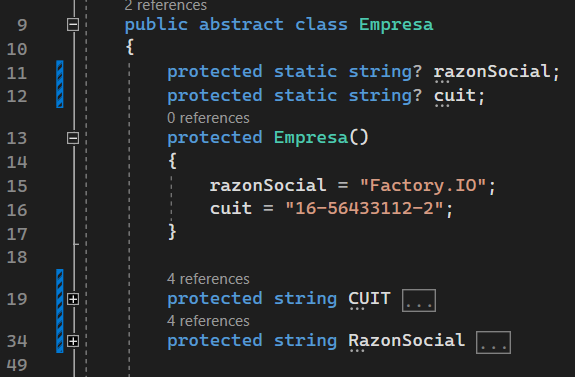 2 references
9 public abstract class Empresa
10 {
11 protected static string? razonSocial;
12 protected static string? cuit;
0 references
13 protected Empresa()
14 {
15 razonSocial = "Factory.IO";
16 cuit = "16-56433112-2";
17 }
18
4 references
19 protected string CUIT ...
4 references
34 protected string RazonSocial ...
49